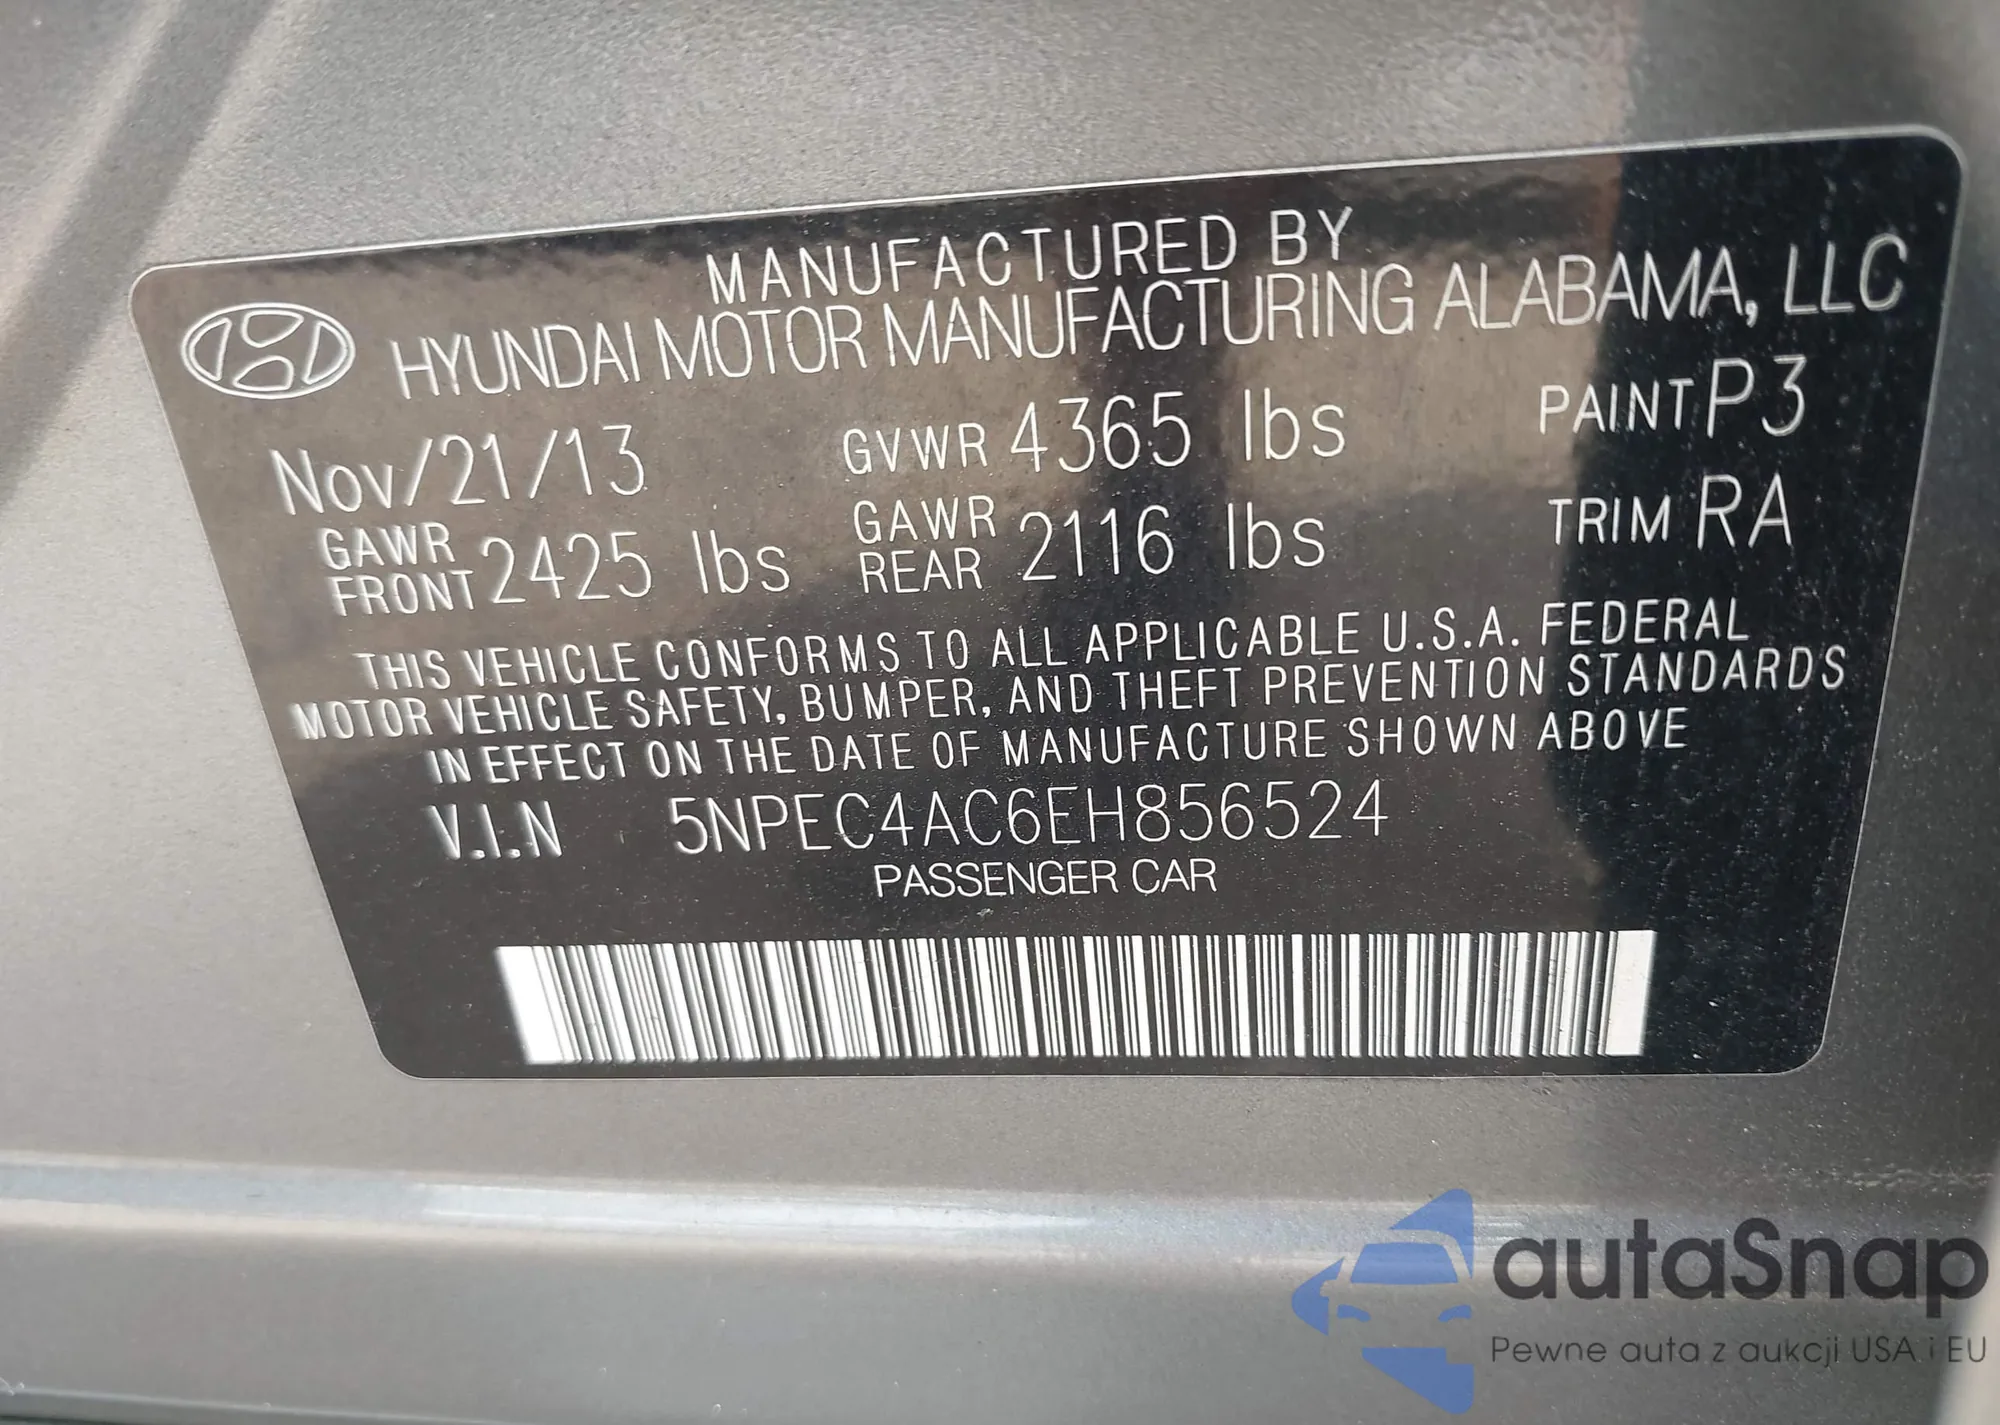 MANUFACTURED BY
HYUNDAI MOTOR MANUFACTURING ALABAMA, LLC
Nov/21/13 GVWR 4365 lbs PAINT P3
GAWR FRONT 2425 lbs GAWR REAR 2116 lbs TRIM RA
THIS VEHICLE CONFORMS TO ALL APPLICABLE U.S.A. FEDERAL
MOTOR VEHICLE SAFETY, BUMPER, AND THEFT PREVENTION STANDARDS
IN EFFECT ON THE DATE OF MANUFACTURE SHOWN ABOVE
V.I.N 5NPEC4AC6EH856524
PASSENGER CAR
autaSnap
Pewne auta z aukcji USA i EU